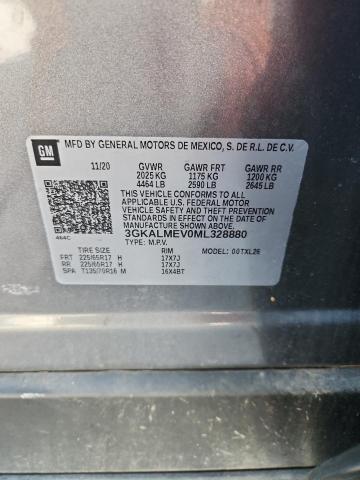 GM
MFD BY GENERAL MOTORS DE MEXICO, S. DE R.L. DE C.V.
11/20 GVWR GAWR FRT GAWR RR
2025 KG 1175 KG 1200 KG
4464 LB 2590 LB 2645 LB
THIS VEHICLE CONFORMS TO ALL
APPLICABLE U.S. FEDERAL MOTOR
VEHICLE SAFETY, BUMPER, AND THEFT
PREVENTION STANDARDS IN EFFECT ON
THE DATE OF MANUFACTURE SHOWN ABOVE.
464C
3GKALMEV0ML328880
TYPE: M.P.V. MODEL: 00TXL26
TIRE SIZE RIM
FRT 225/65R17 H 17X7J
RR 225/65R17 H 17X7J
SPA T135/70R16 M 16X4BT